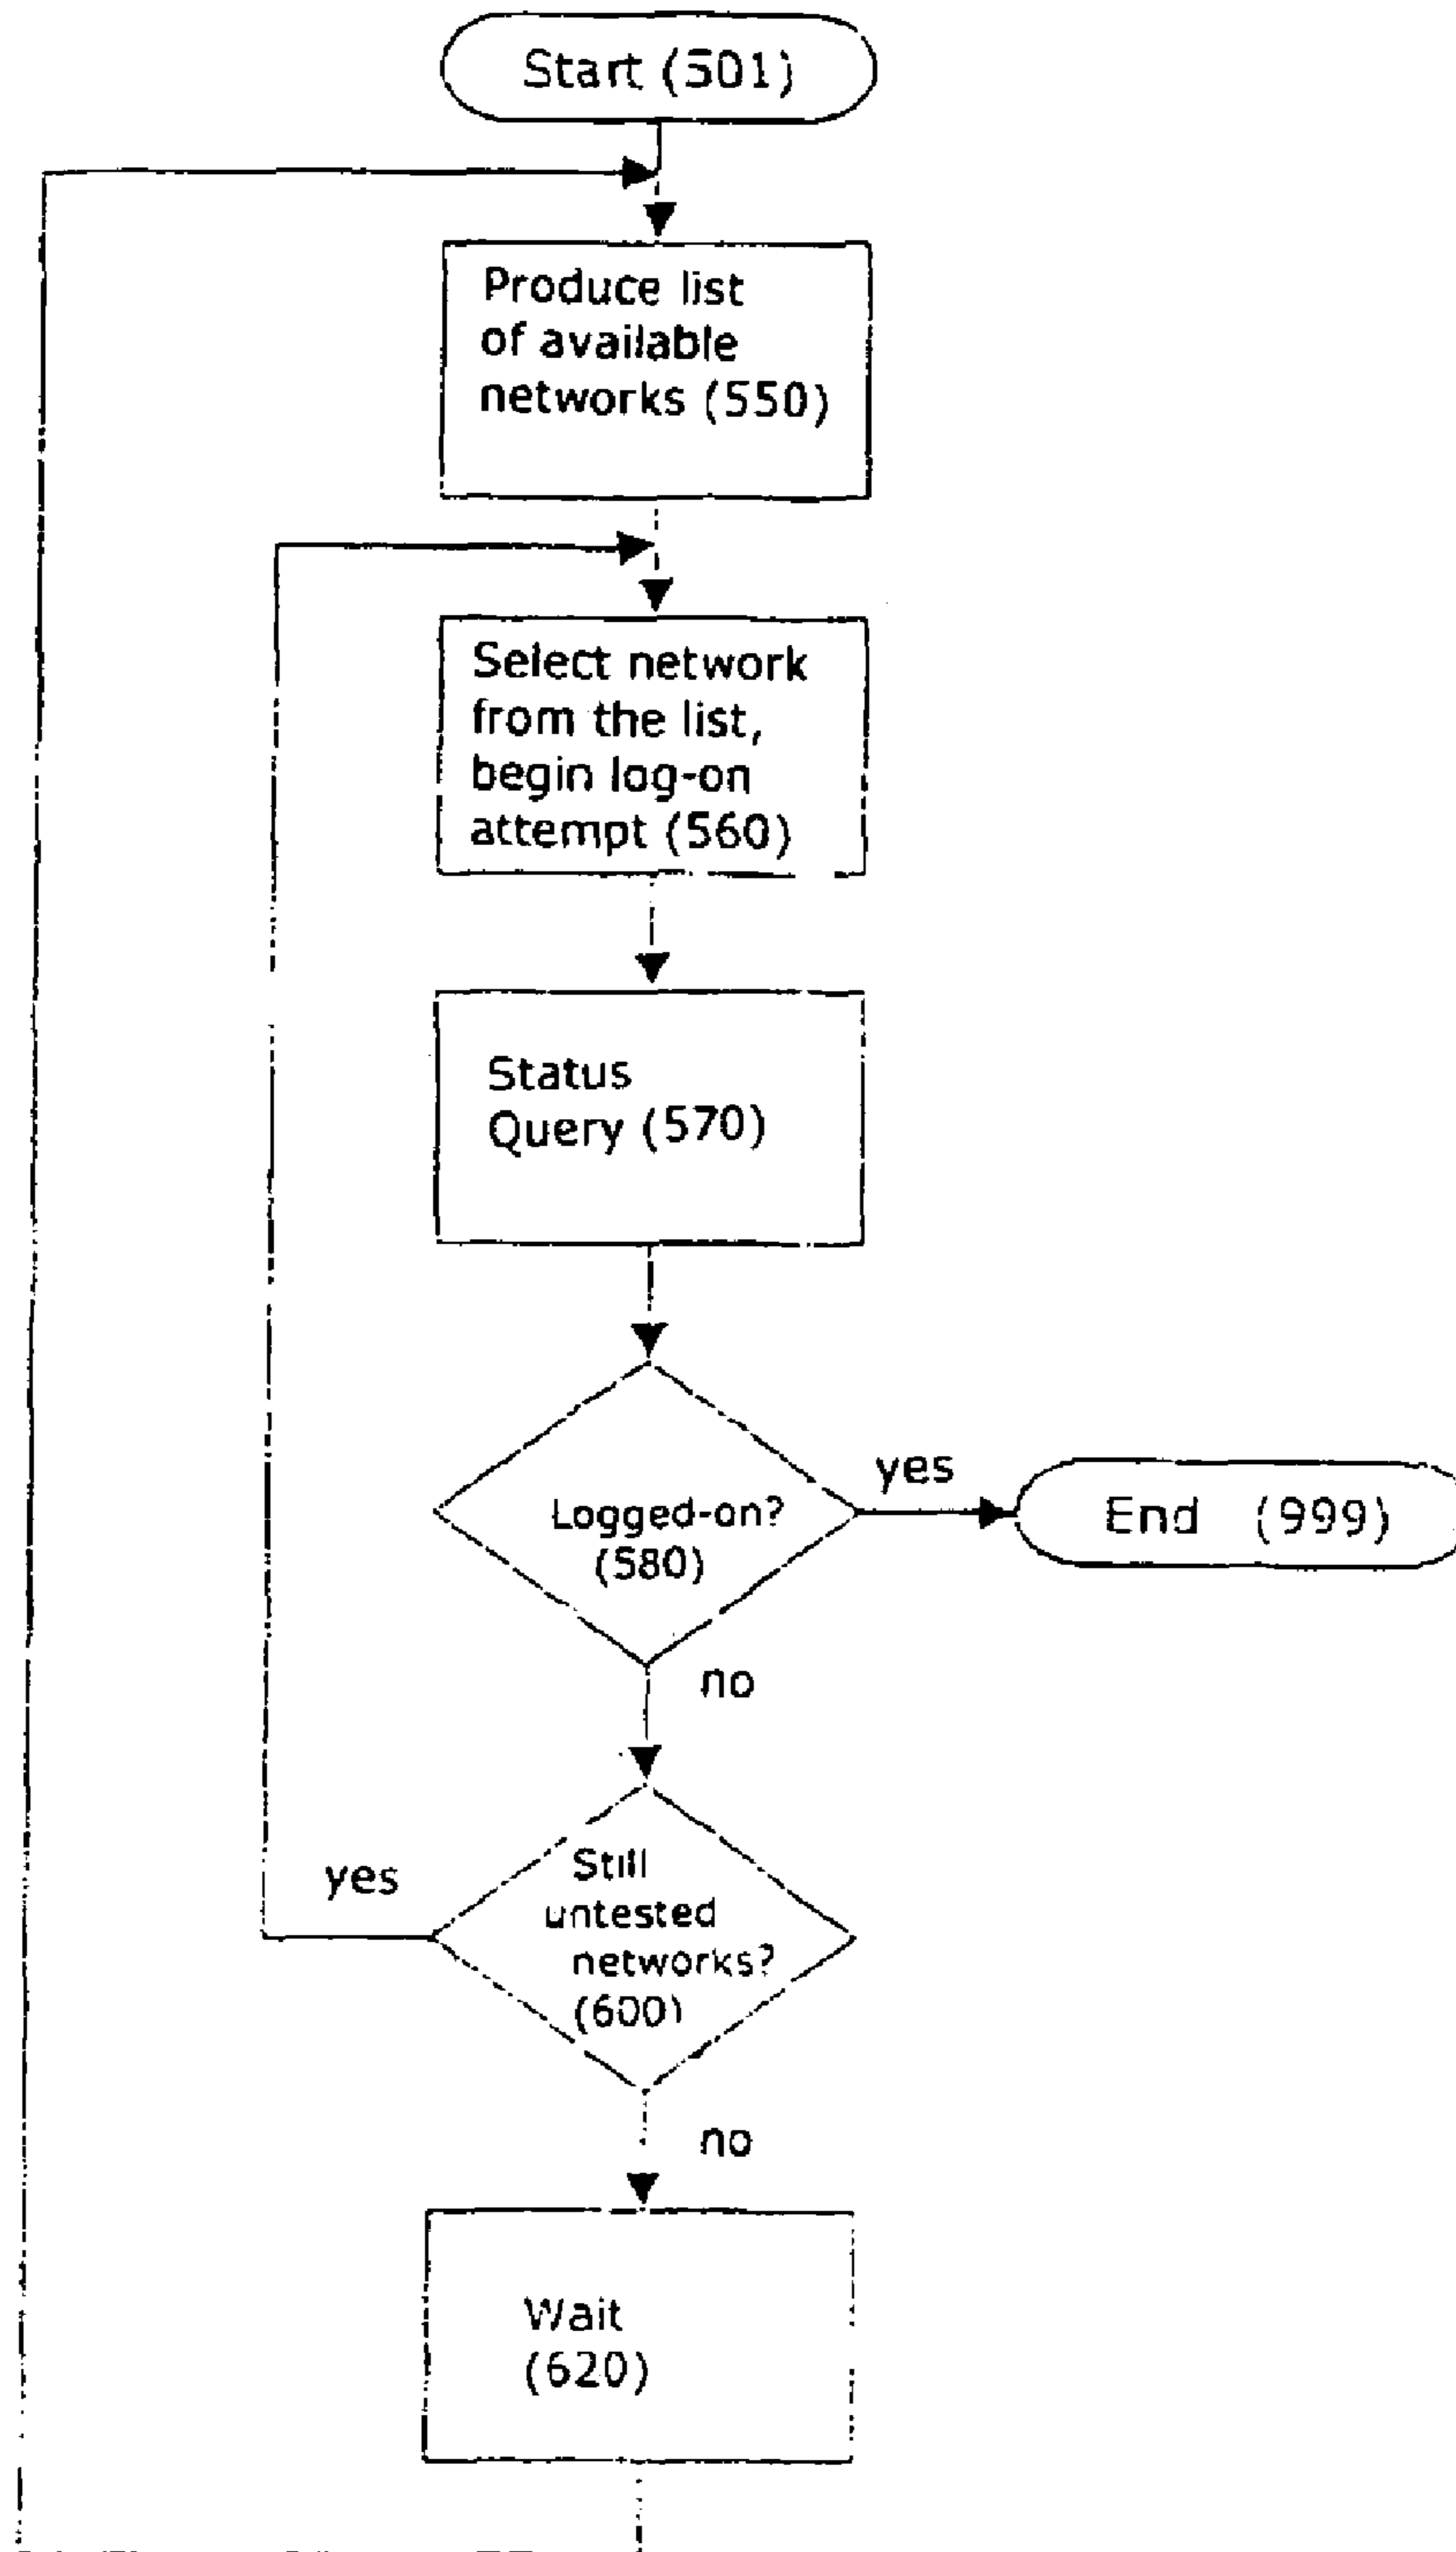 Start (501)
Produce list
of available
networks (550)
Select network
from the list,
begin log-on
attempt (560)
Status
Query (570)
Logged-on?
(580)
yes
End (999)
no
Still
untested
networks?
(600)
yes
no
Wait
(620)